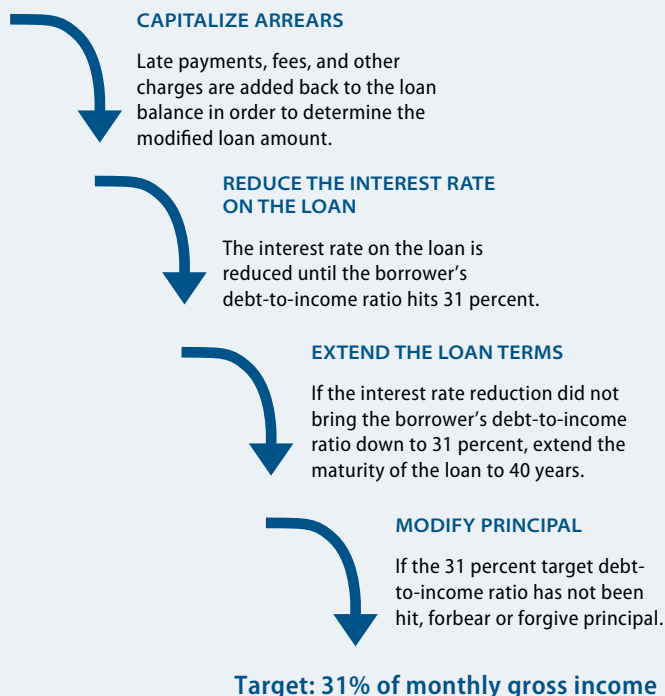 CAPITALIZE ARREARS
Late payments, fees, and other
charges are added back to the loan
balance in order to determine the
modified loan amount.
REDUCE THE INTEREST RATE
ON THE LOAN
The interest rate on the loan is
reduced until the borrower’s
debt-to-income ratio hits 31 percent.
EXTEND THE LOAN TERMS
If the interest rate reduction did not
bring the borrower’s debt-to-income
ratio down to 31 percent, extend the
maturity of the loan to 40 years.
MODIFY PRINCIPAL
If the 31 percent target debt-
to-income ratio has not been
hit, forbear or forgive principal.
Target: 31% of monthly gross income